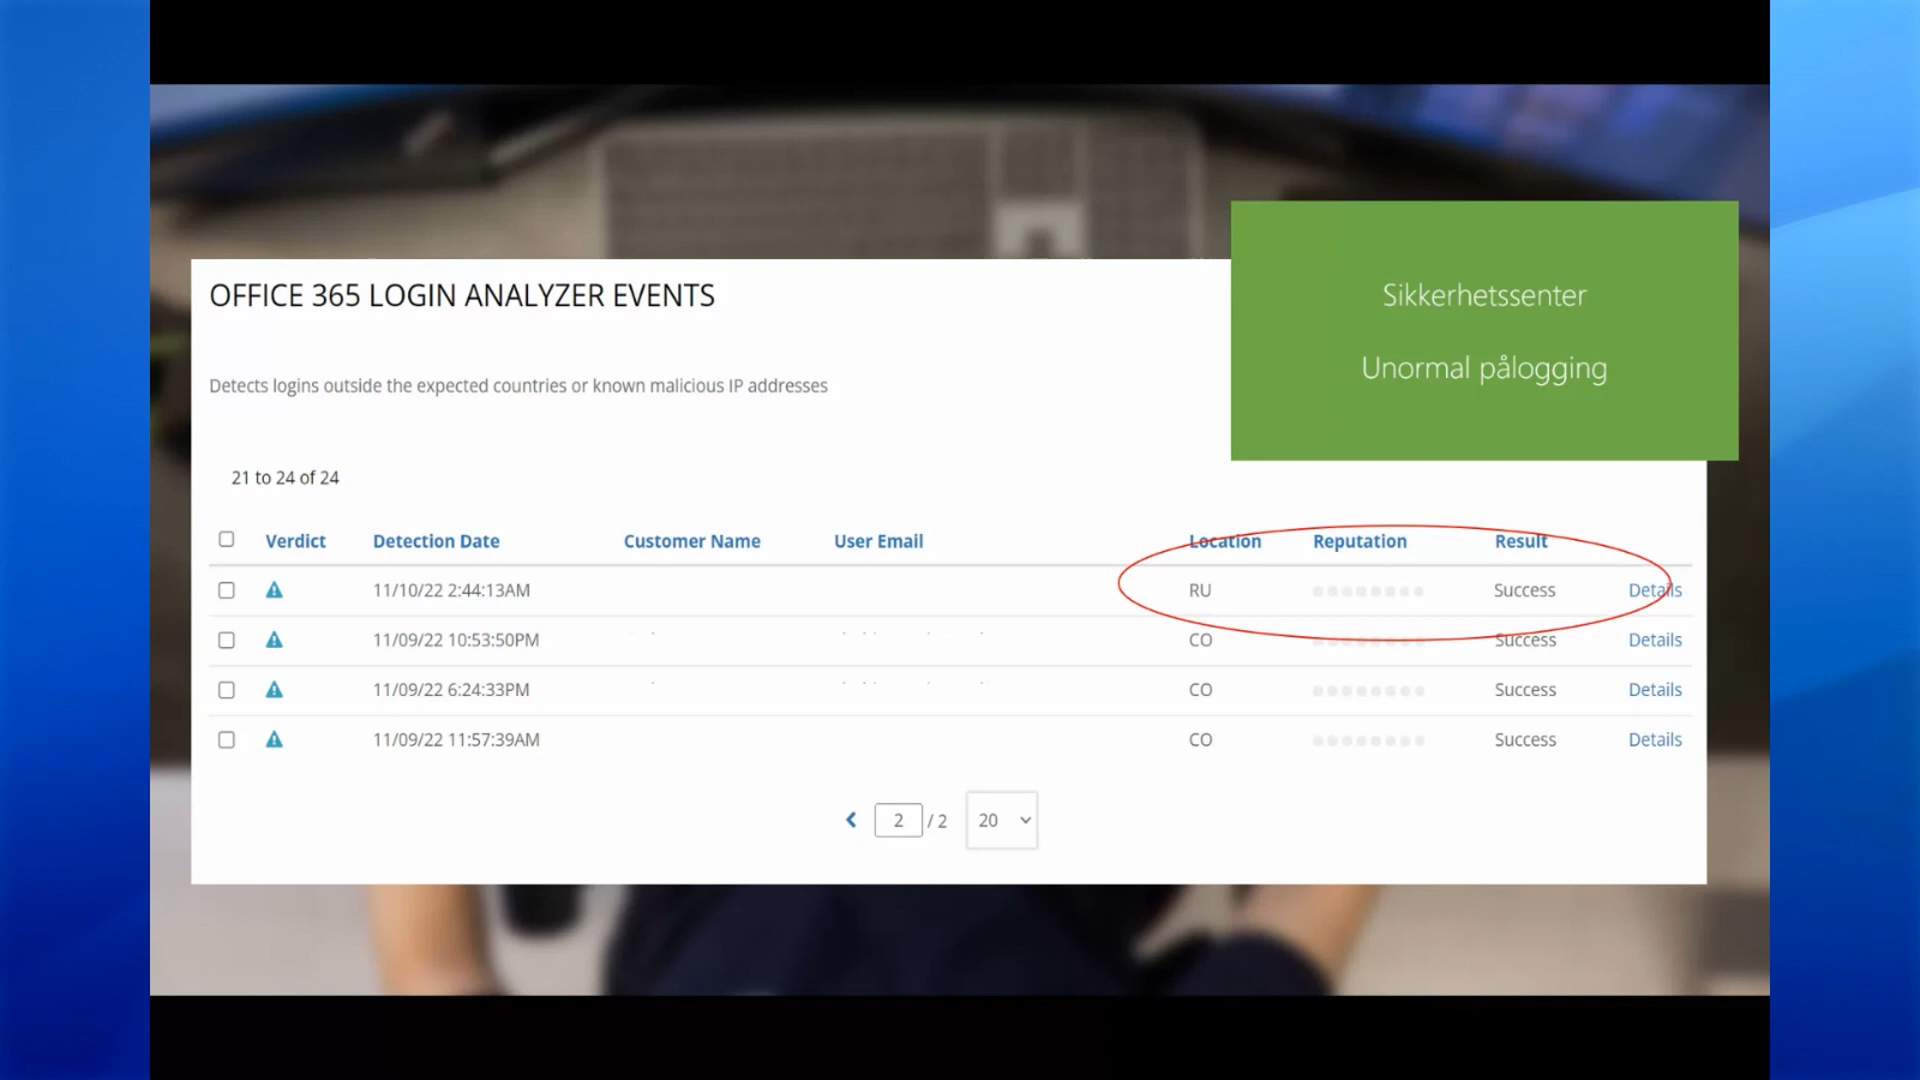 OFFICE 365 LOGIN ANALYZER EVENTS
Sikkerhetssenter
Unormal pålogging
Detects logins outside the expected countries or known malicious IP addresses
21 to 24 of 24
Verdict Detection Date Customer Name User Email Location Reputation Result
11/10/22 2:44:13AM RU Success Details
11/09/22 10:53:50PM CO Success Details
11/09/22 6:24:33PM CO Success Details
11/09/22 11:57:39AM CO Success Details
2 / 2 20